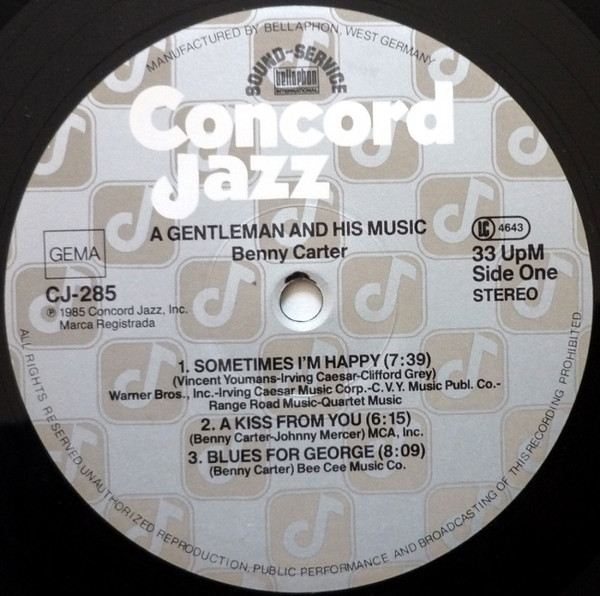 MANUFACTURED BY BELLAPHON, WEST GERMANY
SOUND-SERVICE
bellaphon
INTERNATIONAL
Concord
Jazz
A GENTLEMAN AND HIS MUSIC
Benny Carter
GEMA
LC 4643
CJ-285
33 UpM
Side One
STEREO
℗ 1985 Concord Jazz, Inc.
Marca Registrada
1. SOMETIMES I'M HAPPY (7:39)
(Vincent Youmans-Irving Caesar-Clifford Grey)
Warner Bros., Inc.-Irving Caesar Music Corp.-C.V.Y. Music Publ. Co.-
Range Road Music-Quartet Music
2. A KISS FROM YOU (6:15)
(Benny Carter-Johnny Mercer) MCA, Inc.
3. BLUES FOR GEORGE (8:09)
(Benny Carter) Bee Cee Music Co.
ALL RIGHTS RESERVED. UNAUTHORIZED REPRODUCTION, PUBLIC PERFORMANCE AND BROADCASTING OF THIS RECORDING PROHIBITED